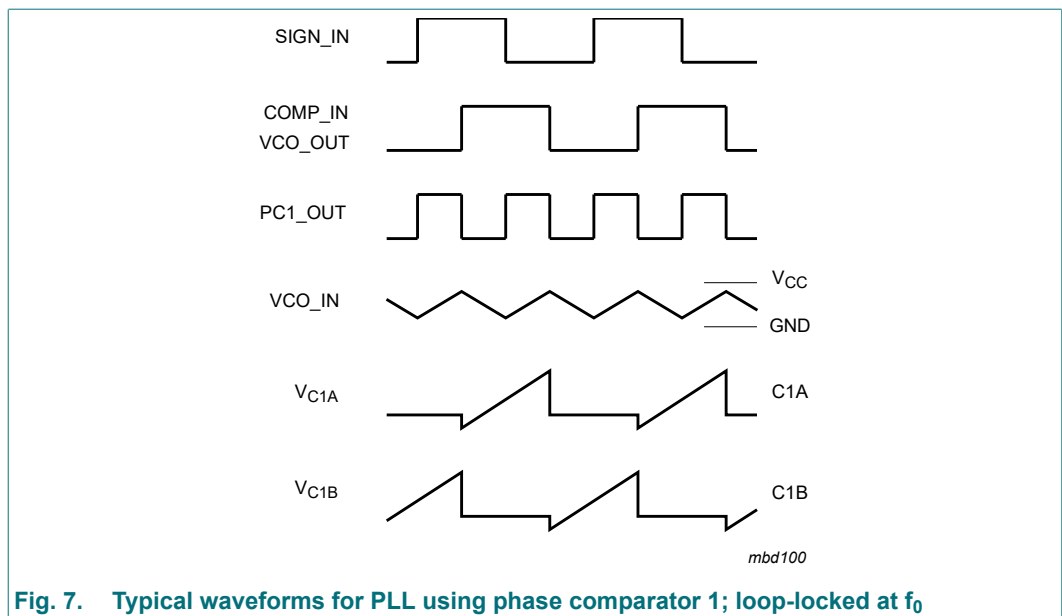 SIGN_IN
COMP_IN
VCO_OUT
PC1_OUT
VCO_IN
VCC
GND
VC1A
C1A
VC1B
C1B
mbd100
Fig. 7. Typical waveforms for PLL using phase comparator 1; loop-locked at f0